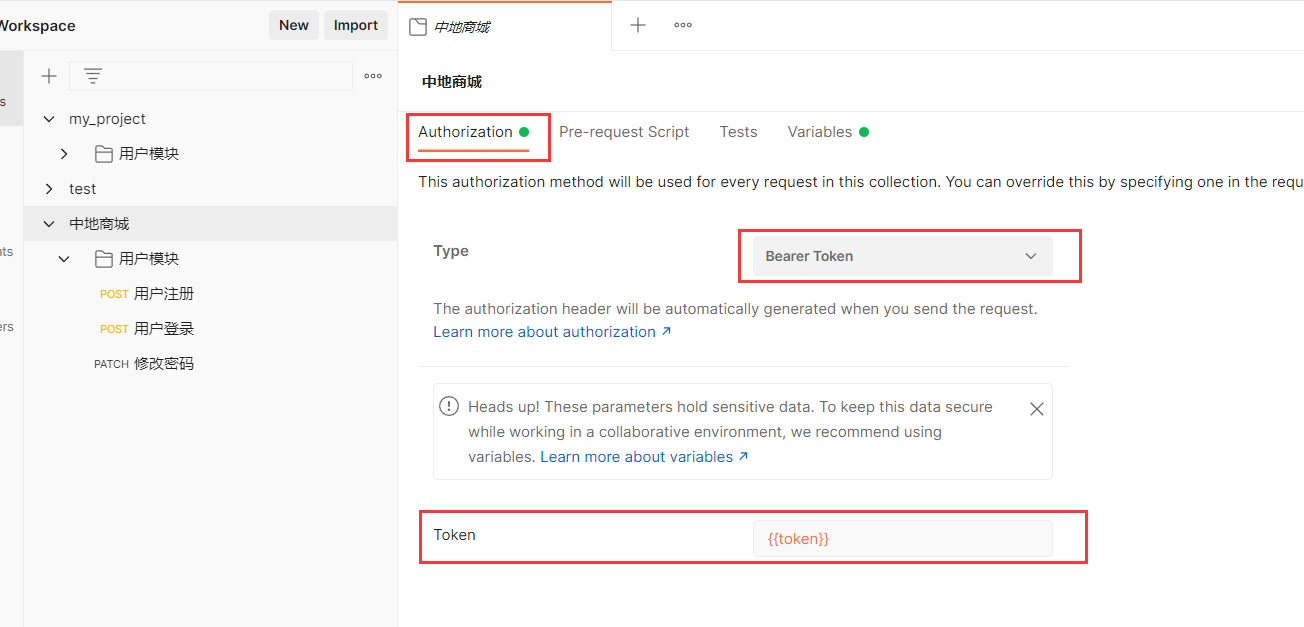 Workspace
New
Import
中地商城
my_project
用户模块
test
中地商城
用户模块
POST 用户注册
POST 用户登录
PATCH 修改密码
中地商城
Authorization
Pre-request Script
Tests
Variables
This authorization method will be used for every request in this collection. You can override this by specifying one in the requ
Type
Bearer Token
The authorization header will be automatically generated when you send the request.
Learn more about authorization ↗
Heads up! These parameters hold sensitive data. To keep this data secure
while working in a collaborative environment, we recommend using
variables. Learn more about variables ↗
Token
{{token}}